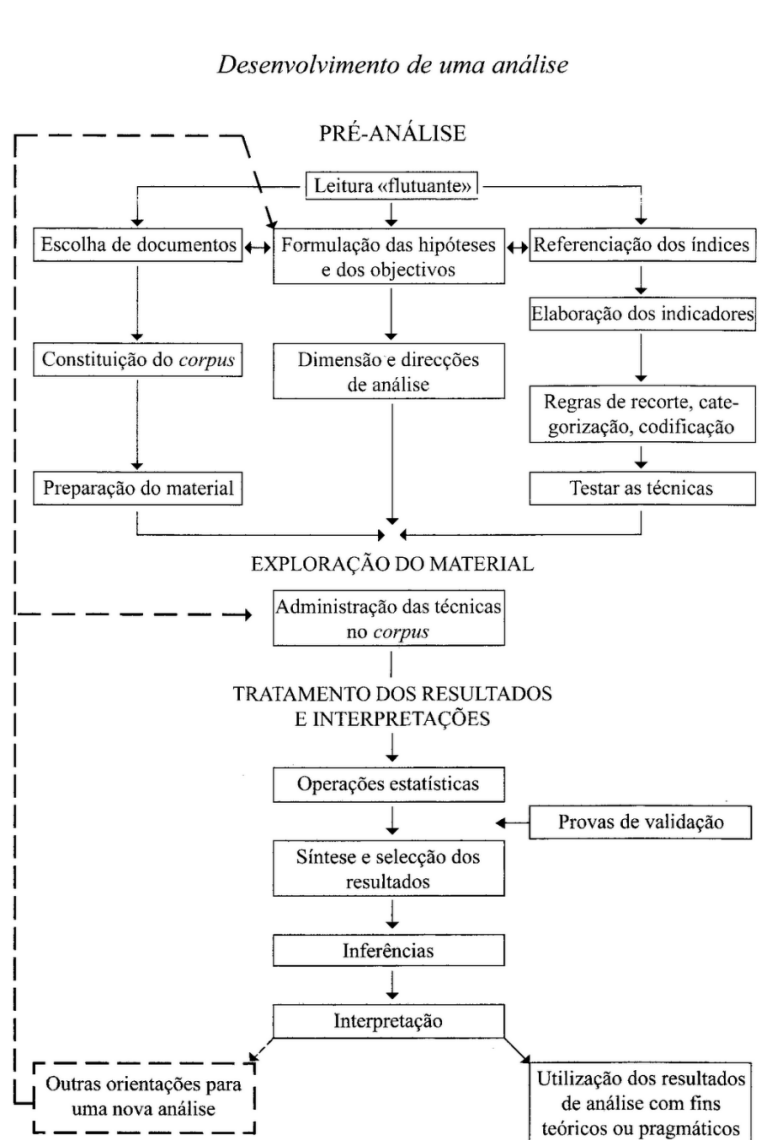 Desenvolvimento de uma análise
PRÉ-ANÁLISE
Leitura «flutuante»
Escolha de documentos
Formulação das hipóteses
e dos objectivos
Referenciação dos índices
Elaboração dos indicadores
Constituição do corpus
Dimensão e direcções
de análise
Regras de recorte, cate-
gorização, codificação
Preparação do material
Testar as técnicas
EXPLORAÇÃO DO MATERIAL
Administração das técnicas
no corpus
TRATAMENTO DOS RESULTADOS
E INTERPRETAÇÕES
Operações estatísticas
Provas de validação
Síntese e selecção dos
resultados
Inferências
Interpretação
Outras orientações para
uma nova análise
Utilização dos resultados
de análise com fins
teóricos ou pragmáticos